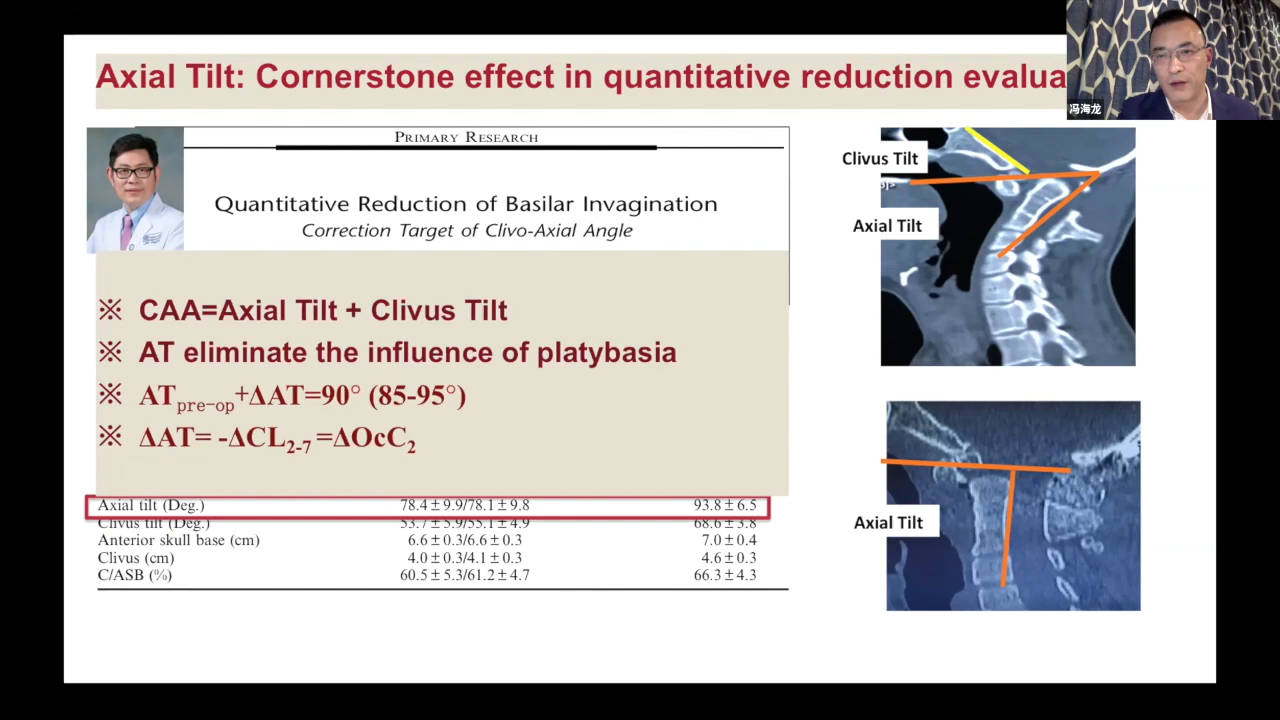 Axial Tilt: Cornerstone effect in quantitative reduction evalua
冯海龙
PRIMARY RESEARCH
Quantitative Reduction of Basilar Invagination
Correction Target of Clivo-Axial Angle
※ CAA=Axial Tilt + Clivus Tilt
※ AT eliminate the influence of platybasia
※ ATpre-op+ΔAT=90° (85-95°)
※ ΔAT= -ΔCL2-7 =ΔOcC2
Axial tilt (Deg.) 78.4±9.9/78.1±9.8 93.8±6.5
Clivus tilt (Deg.) 53.7±5.9/55.1±4.9 68.6±3.8
Anterior skull base (cm) 6.6±0.3/6.6±0.3 7.0±0.4
Clivus (cm) 4.0±0.3/4.1±0.3 4.6±0.3
C/ASB (%) 60.5±5.3/61.2±4.7 66.3±4.3
Clivus Tilt
Axial Tilt
Axial Tilt